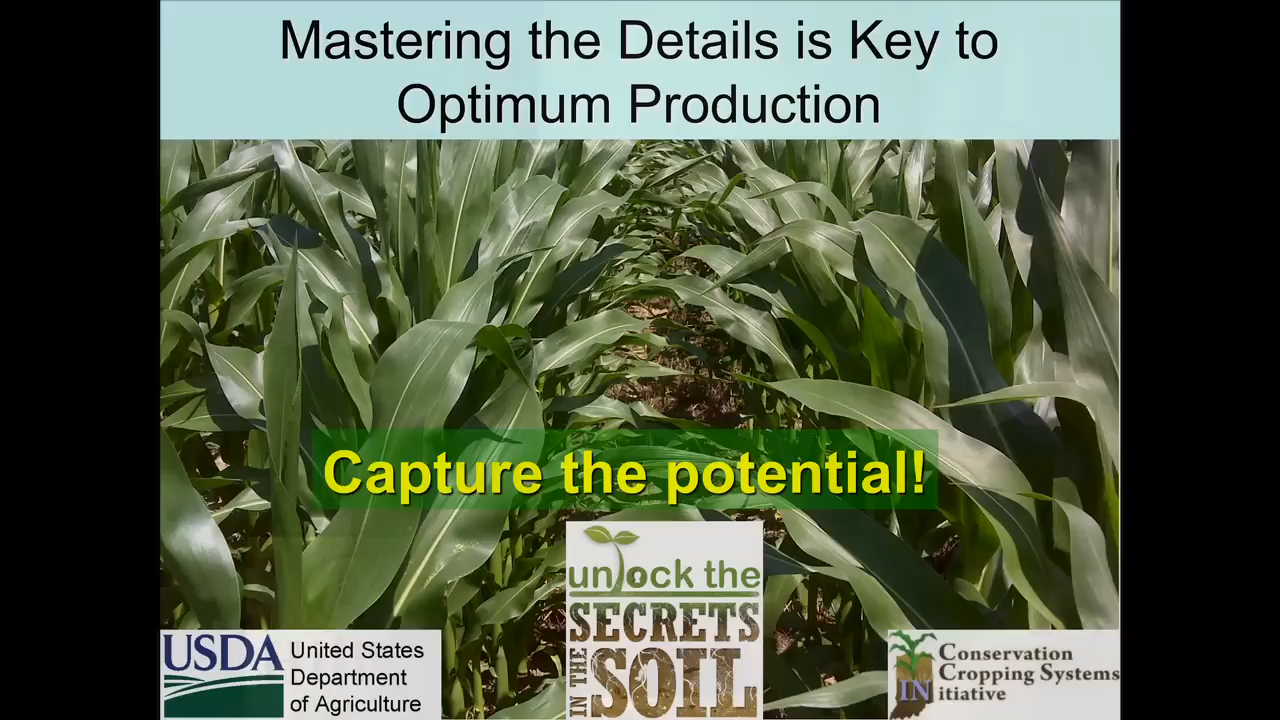 Mastering the Details is Key to
Optimum Production
Capture the potential!
unlock the
SECRETS
IN THE
SOIL
USDA
United States
Department
of Agriculture
Conservation
Cropping Systems
INitiative